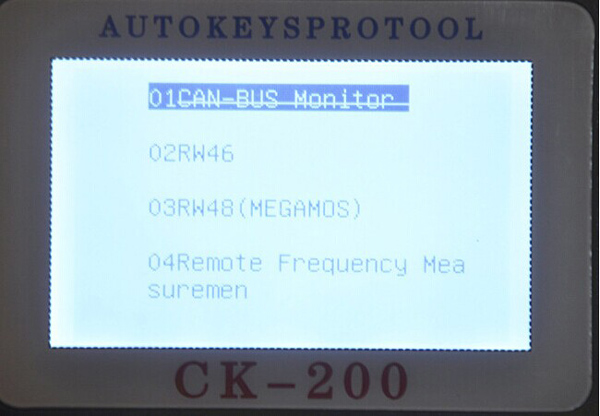 AUTOKEYSPROTOOL
01CAN-BUS Monitor
02RW46
03RW48(MEGAMOS)
04Remote Frequency Mea
suremen
CK-200